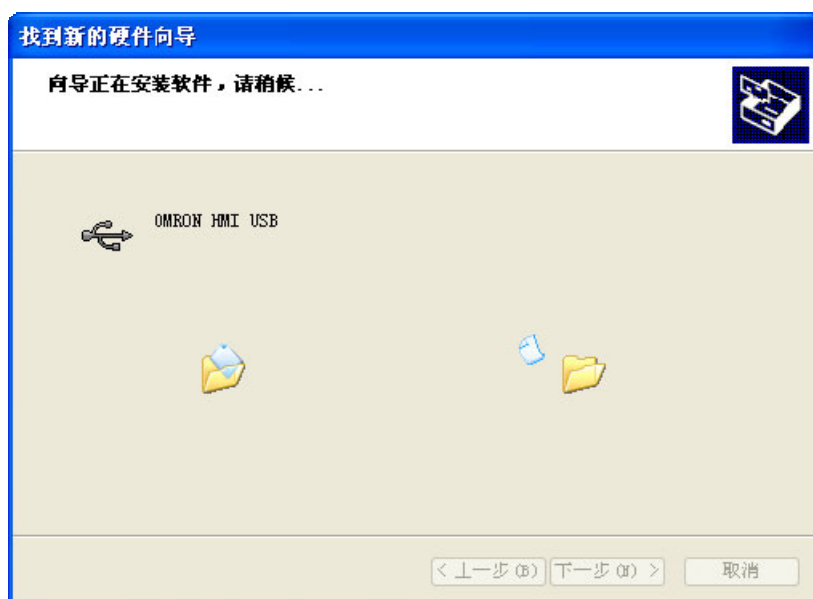 找到新的硬件向导
向导正在安装软件，请稍候...
OMRON HMI USB
< 上一步(B) 下一步(N) > 取消